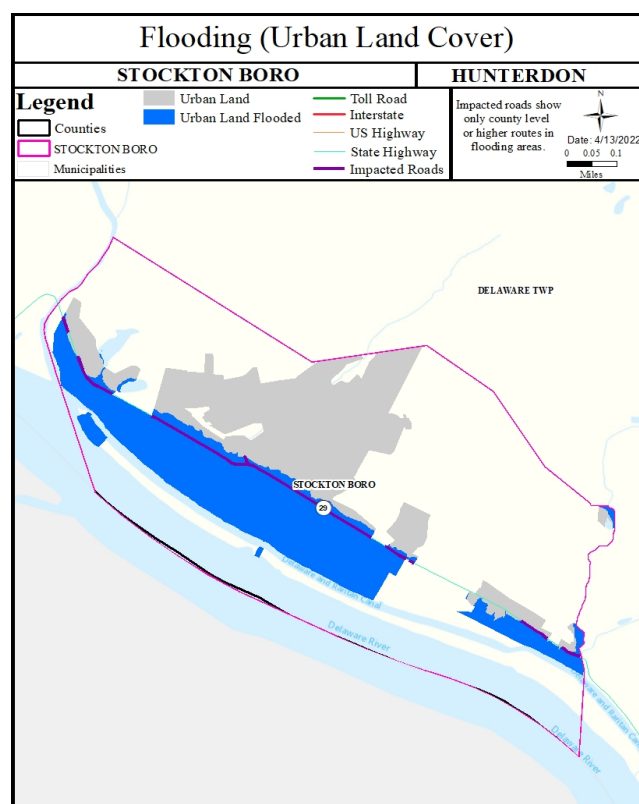 Flooding (Urban Land Cover)
STOCKTON BORO
HUNTERDON
Legend
Counties
STOCKTON BORO
Municipalities
Urban Land
Urban Land Flooded
Toll Road
Interstate
US Highway
State Highway
Impacted Roads
Impacted roads show
only county level
or higher routes in
flooding areas.
N
Date: 4/13/2022
0 0.05 0.1
Miles
DELAWARE TWP
STOCKTON BORO
29
Delaware and Raritan Canal
Delaware River
Delaware and Raritan Canal
Delaware River